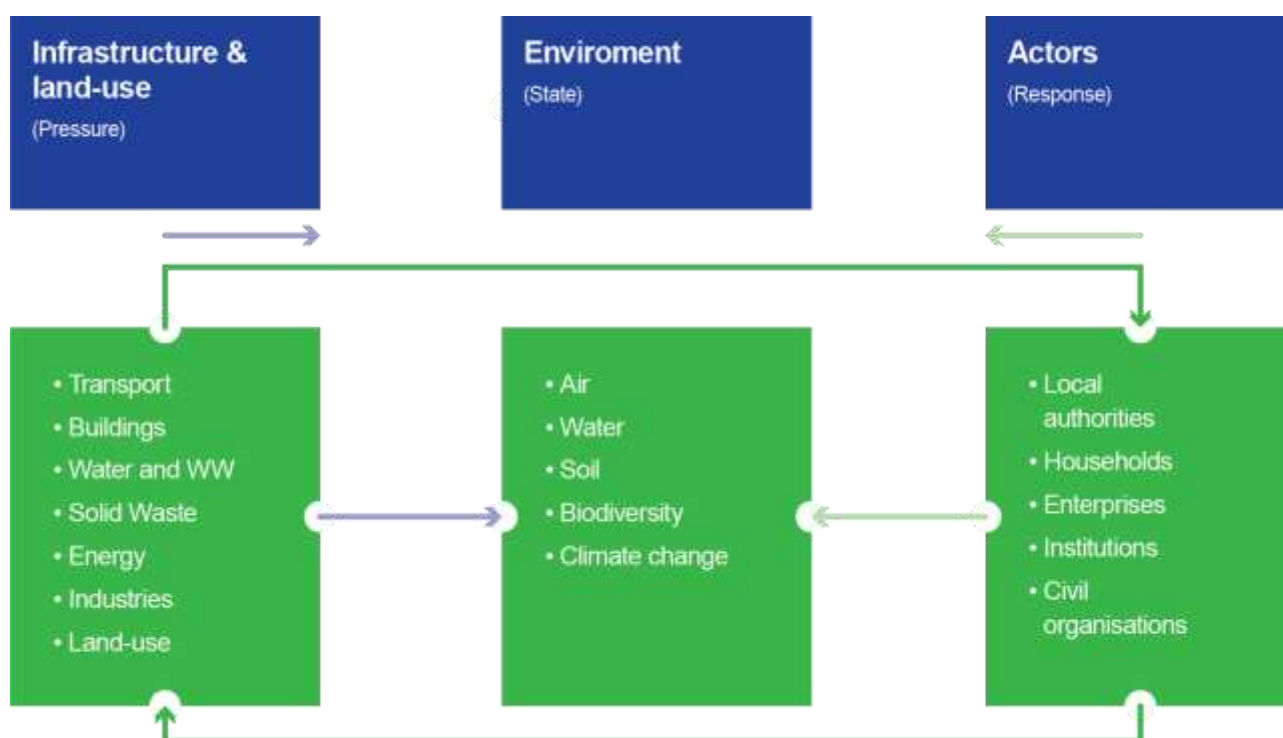 Infrastructure &
land-use
(Pressure)
Enviroment
(State)
Actors
(Response)
• Transport
• Buildings
• Water and WW
• Solid Waste
• Energy
• Industries
• Land-use
• Air
• Water
• Soil
• Biodiversity
• Climate change
• Local
authorities
• Households
• Enterprises
• Institutions
• Civil
organisations